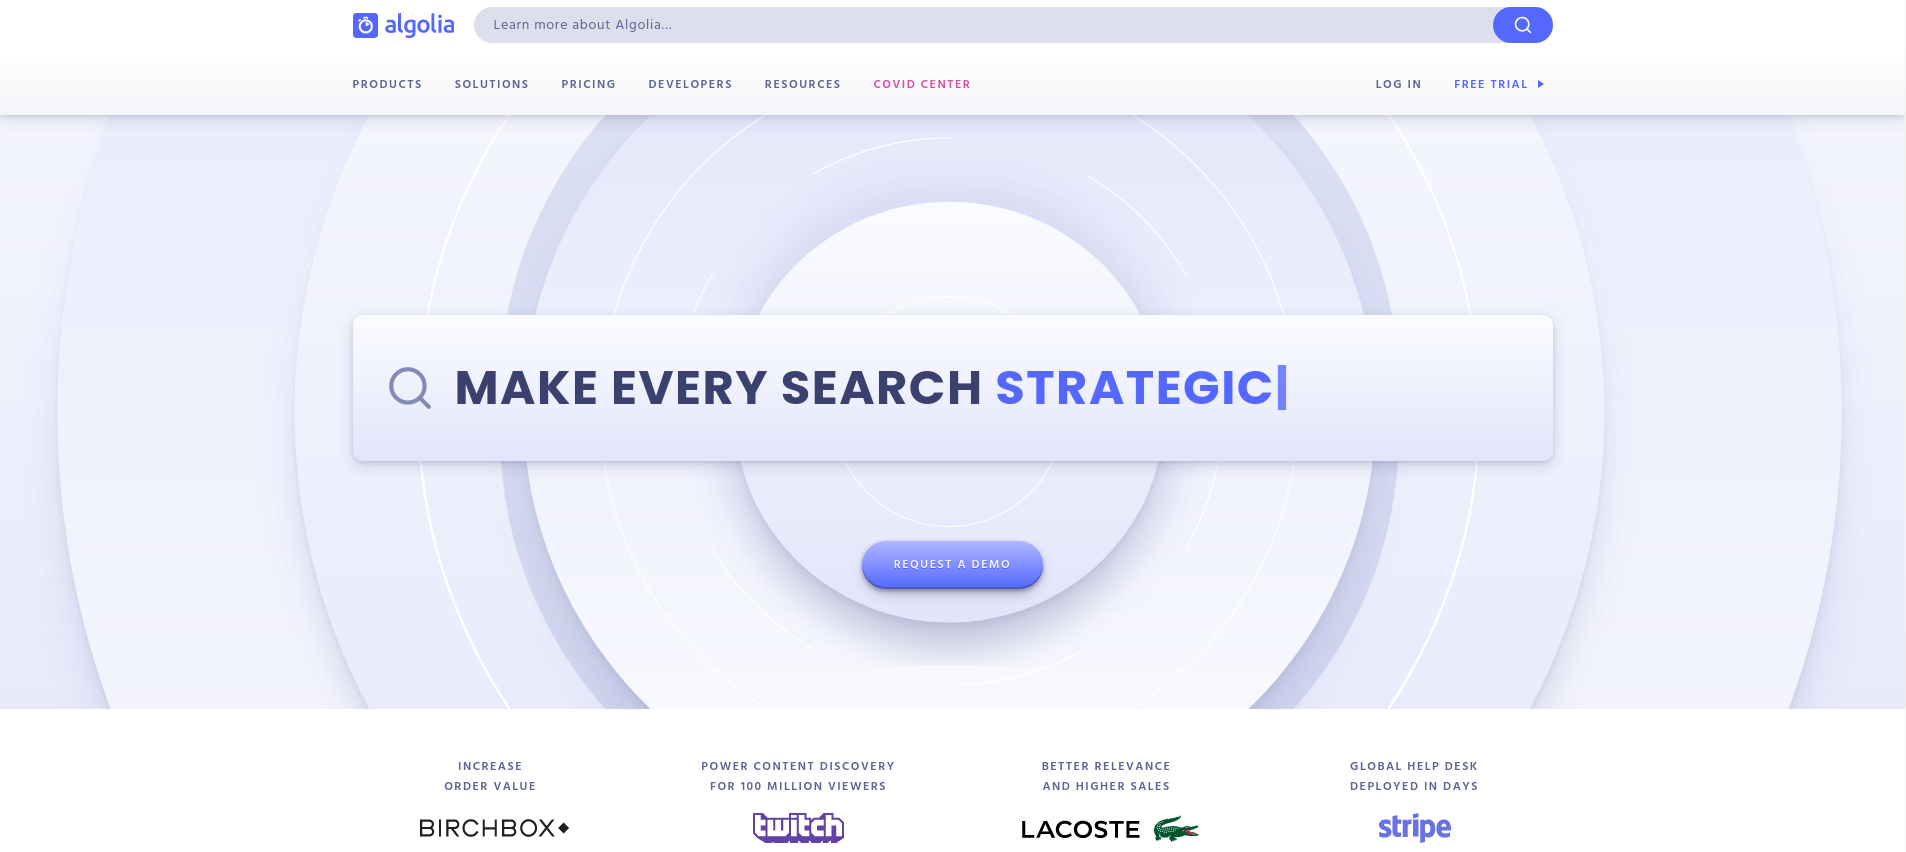 algolia
Learn more about Algolia...
PRODUCTS SOLUTIONS PRICING DEVELOPERS RESOURCES COVID CENTER LOG IN FREE TRIAL
MAKE EVERY SEARCH STRATEGIC|
REQUEST A DEMO
INCREASE
ORDER VALUE
BIRCHBOX
POWER CONTENT DISCOVERY
FOR 100 MILLION VIEWERS
twitch
BETTER RELEVANCE
AND HIGHER SALES
LACOSTE
GLOBAL HELP DESK
DEPLOYED IN DAYS
stripe